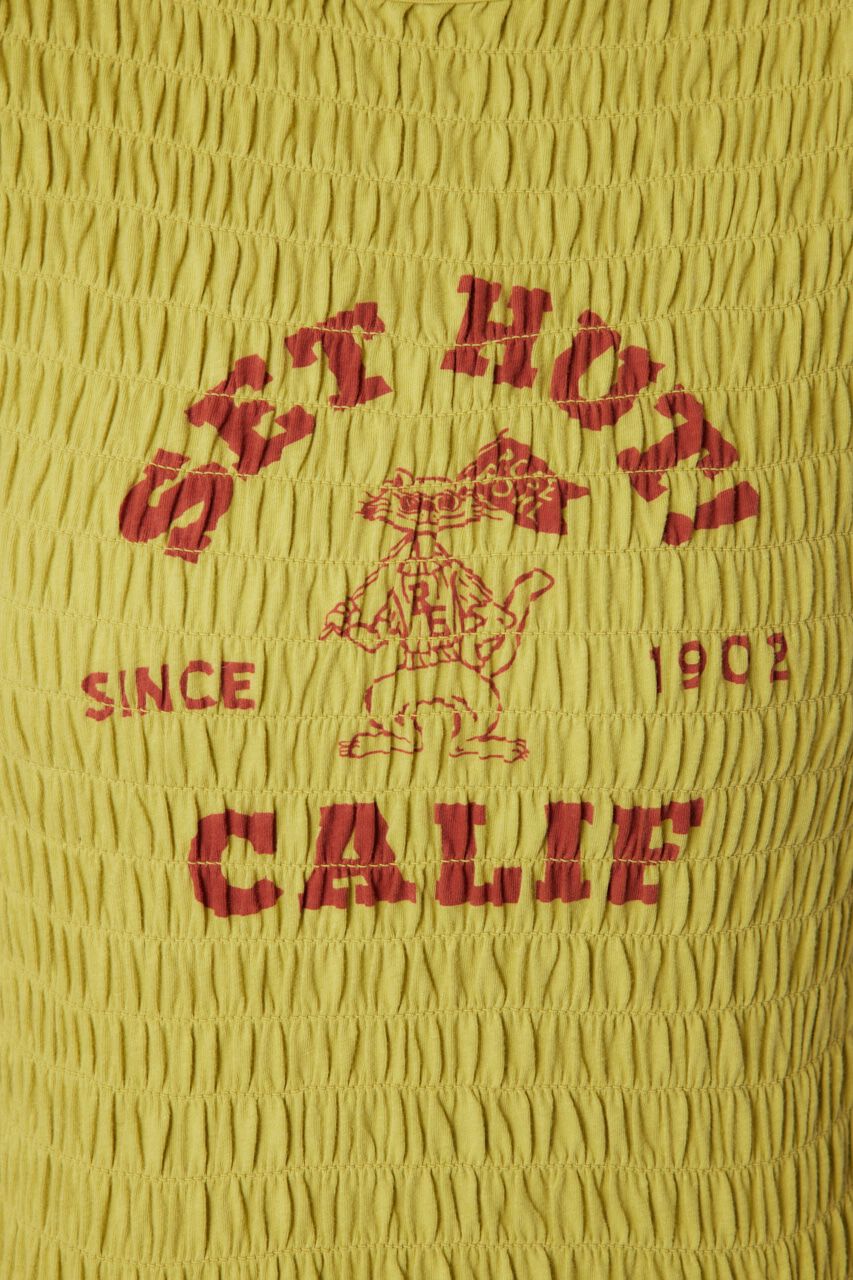 SET HOT!
SINCE 1902
CALIF